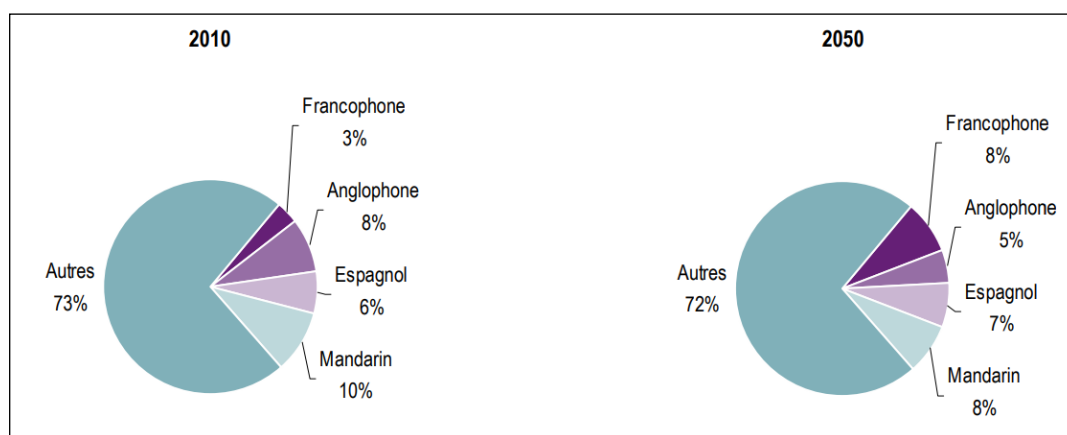 2010
Francophone
3%
Anglophone
8%
Espagnol
6%
Mandarin
10%
Autres
73%
2050
Francophone
8%
Anglophone
5%
Espagnol
7%
Mandarin
8%
Autres
72%